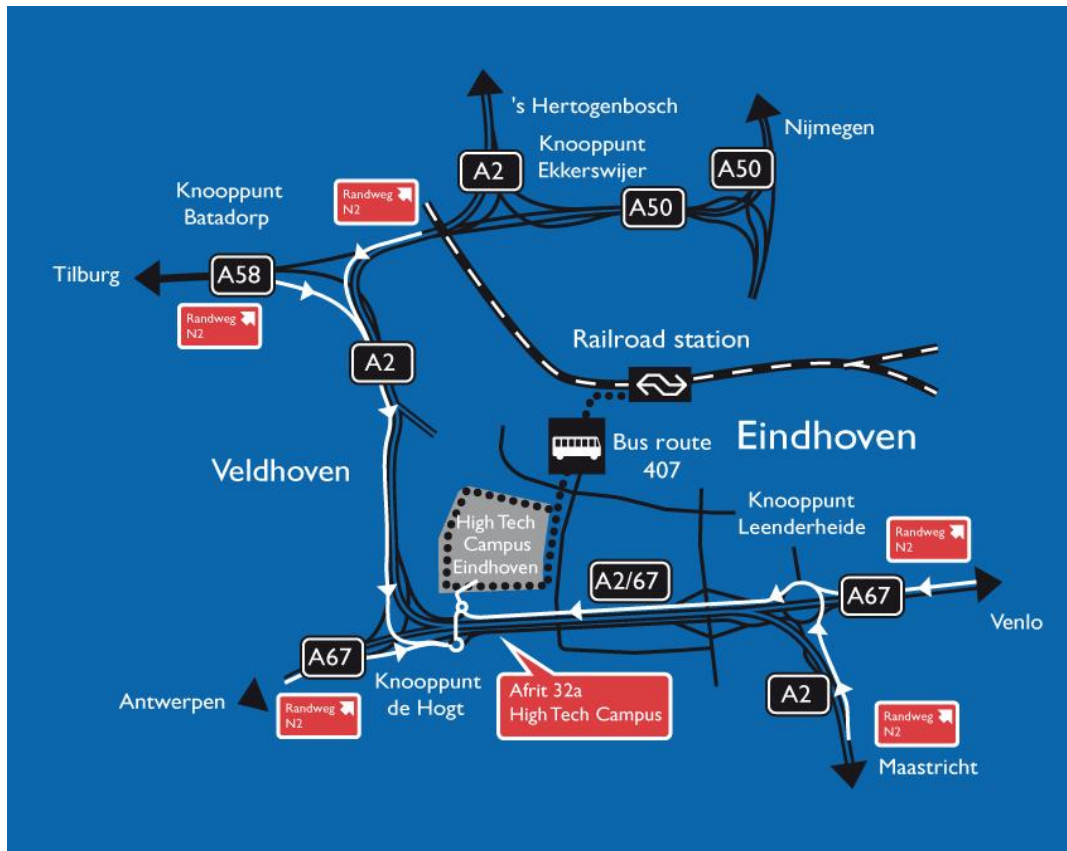 's Hertogenbosch
Nijmegen
Knooppunt
Ekkerswijer
A2
A50
A50
Knooppunt
Batadorp
Randweg
N2
Tilburg
A58
Randweg
N2
A2
Railroad station
Bus route
407
Eindhoven
Veldhoven
High Tech
Campus
Eindhoven
Knooppunt
Leenderheide
Randweg
N2
A2/67
A67
Venlo
A67
Antwerpen
Randweg
N2
Knooppunt
de Hogt
Afrit 32a
High Tech Campus
A2
Randweg
N2
Maastricht